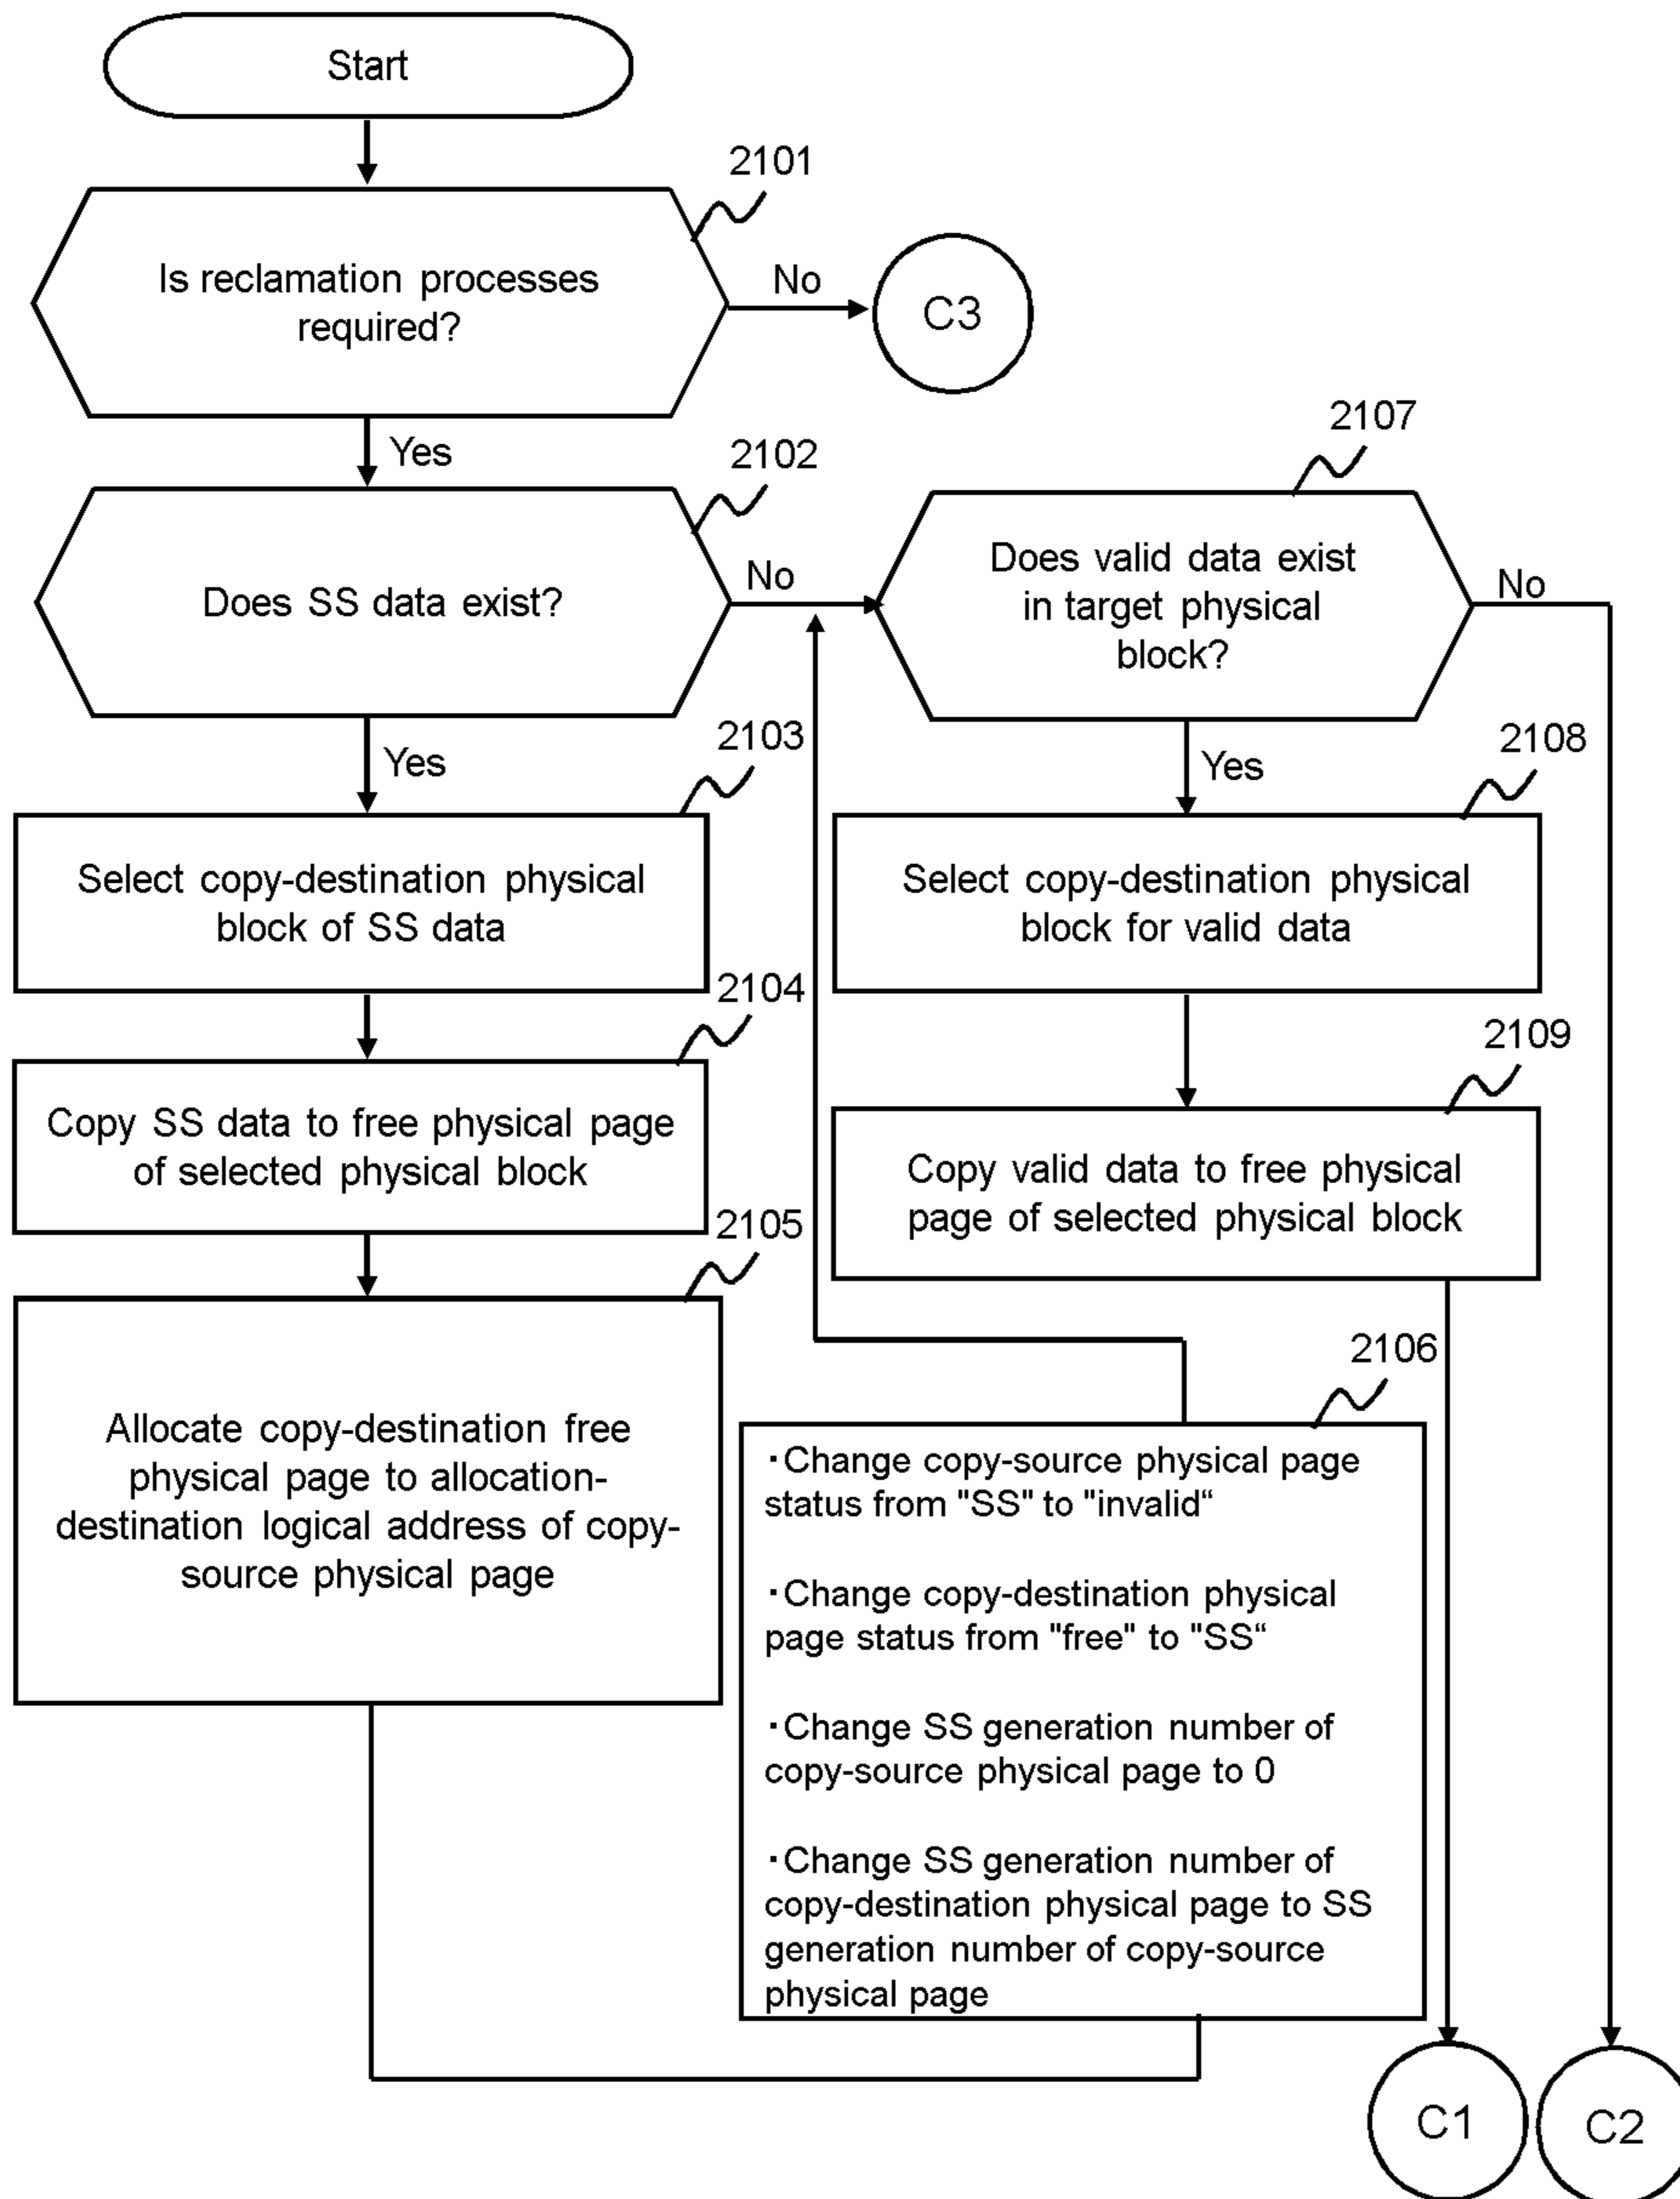 Start
2101
Is reclamation processes
required?
No
C3
Yes
2102
Does SS data exist?
No
2107
Does valid data exist
in target physical
block?
No
Yes
2103
Select copy-destination physical
block of SS data
Yes
2108
Select copy-destination physical
block for valid data
2104
Copy SS data to free physical page
of selected physical block
2109
Copy valid data to free physical
page of selected physical block
2105
Allocate copy-destination free
physical page to allocation-
destination logical address of copy-
source physical page
2106
・Change copy-source physical page
status from "SS" to "invalid“
・Change copy-destination physical
page status from "free" to "SS“
・Change SS generation number of
copy-source physical page to 0
・Change SS generation number of
copy-destination physical page to SS
generation number of copy-source
physical page
C1
C2